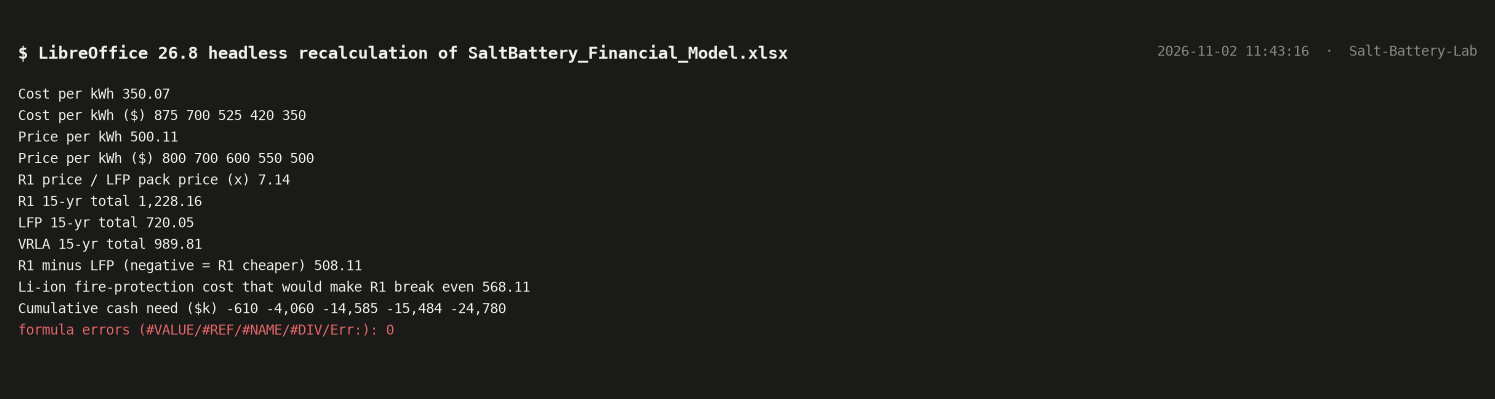 $ LibreOffice 26.8 headless recalculation of SaltBattery_Financial_Model.xlsx
2026-11-02 11:43:16 · Salt-Battery-Lab
Cost per kWh 350.07
Cost per kWh ($) 875 700 525 420 350
Price per kWh 500.11
Price per kWh ($) 800 700 600 550 500
R1 price / LFP pack price (x) 7.14
R1 15-yr total 1,228.16
LFP 15-yr total 720.05
VRLA 15-yr total 989.81
R1 minus LFP (negative = R1 cheaper) 508.11
Li-ion fire-protection cost that would make R1 break even 568.11
Cumulative cash need ($k) -610 -4,060 -14,585 -15,484 -24,780
formula errors (#VALUE/#REF/#NAME/#DIV/Err:): 0